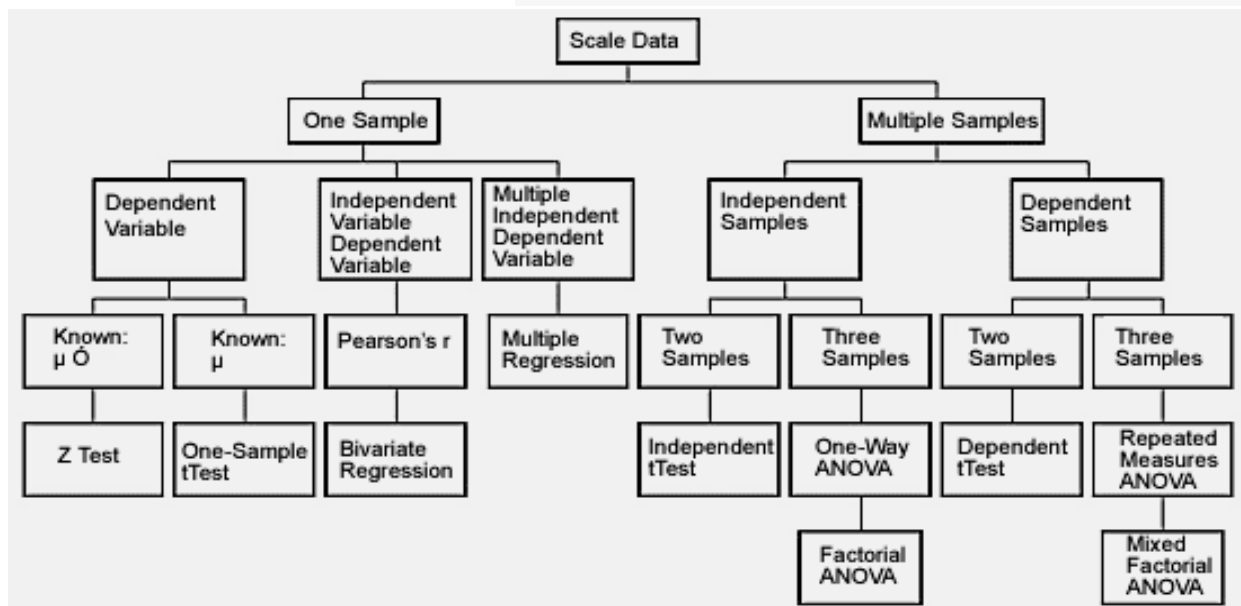 Scale Data
One Sample
Multiple Samples
Dependent
Variable
Independent
Variable
Dependent
Variable
Multiple
Independent
Dependent
Variable
Independent
Samples
Dependent
Samples
Known:
µ Ó
Known:
µ
Pearson's r
Multiple
Regression
Two
Samples
Three
Samples
Two
Samples
Three
Samples
Z Test
One-Sample
tTest
Bivariate
Regression
Independent
tTest
One-Way
ANOVA
Dependent
tTest
Repeated
Measures
ANOVA
Factorial
ANOVA
Mixed
Factorial
ANOVA